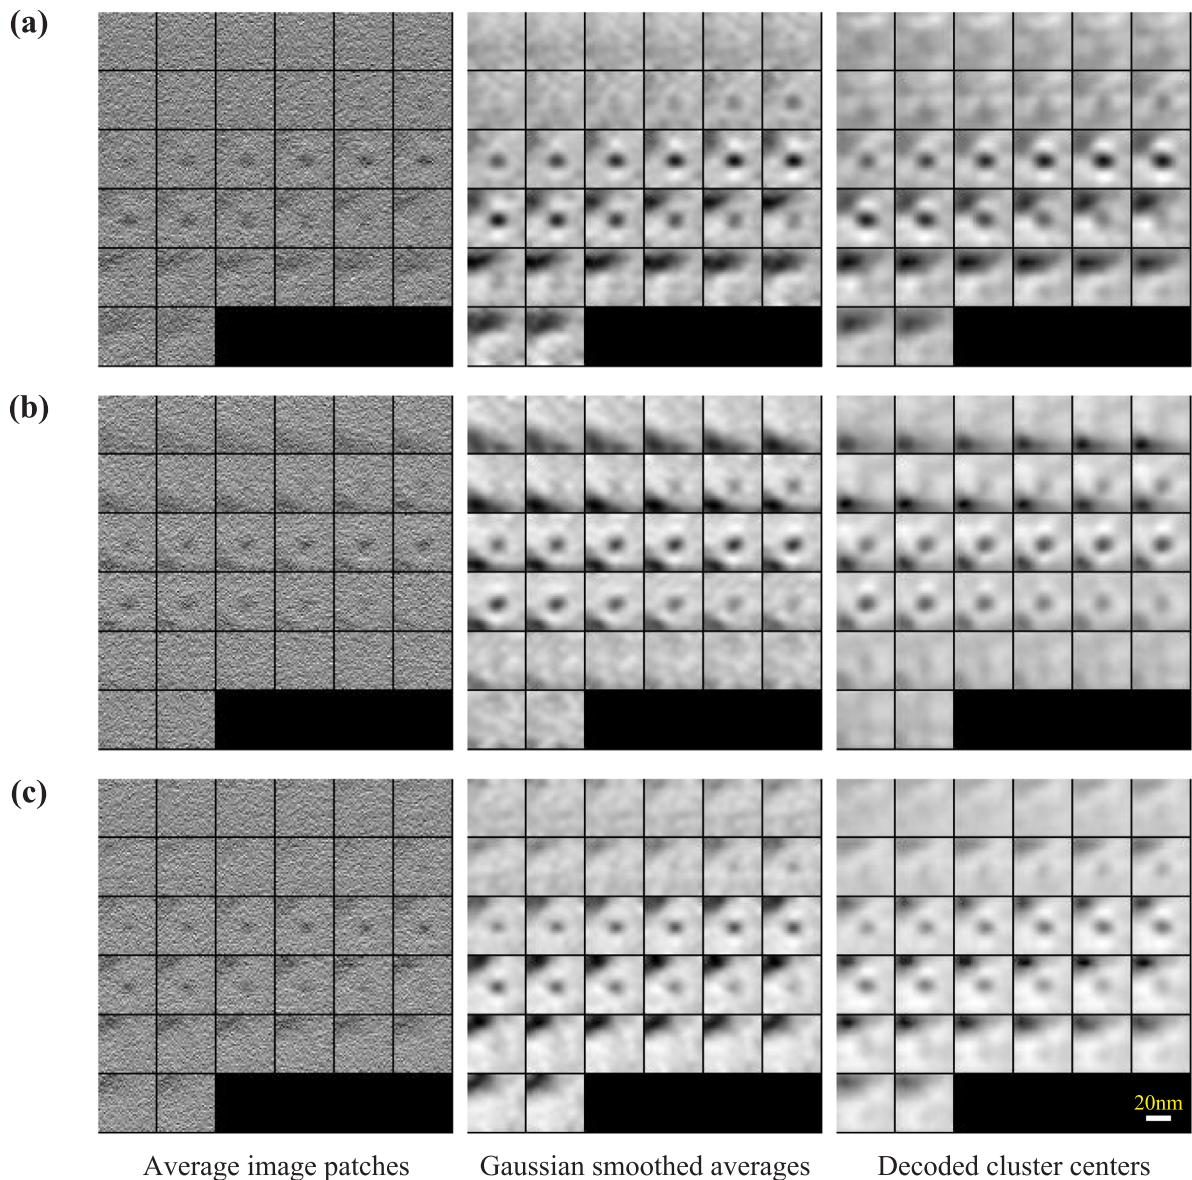 (a)
(b)
(c)
20nm
Average image patches
Gaussian smoothed averages
Decoded cluster centers